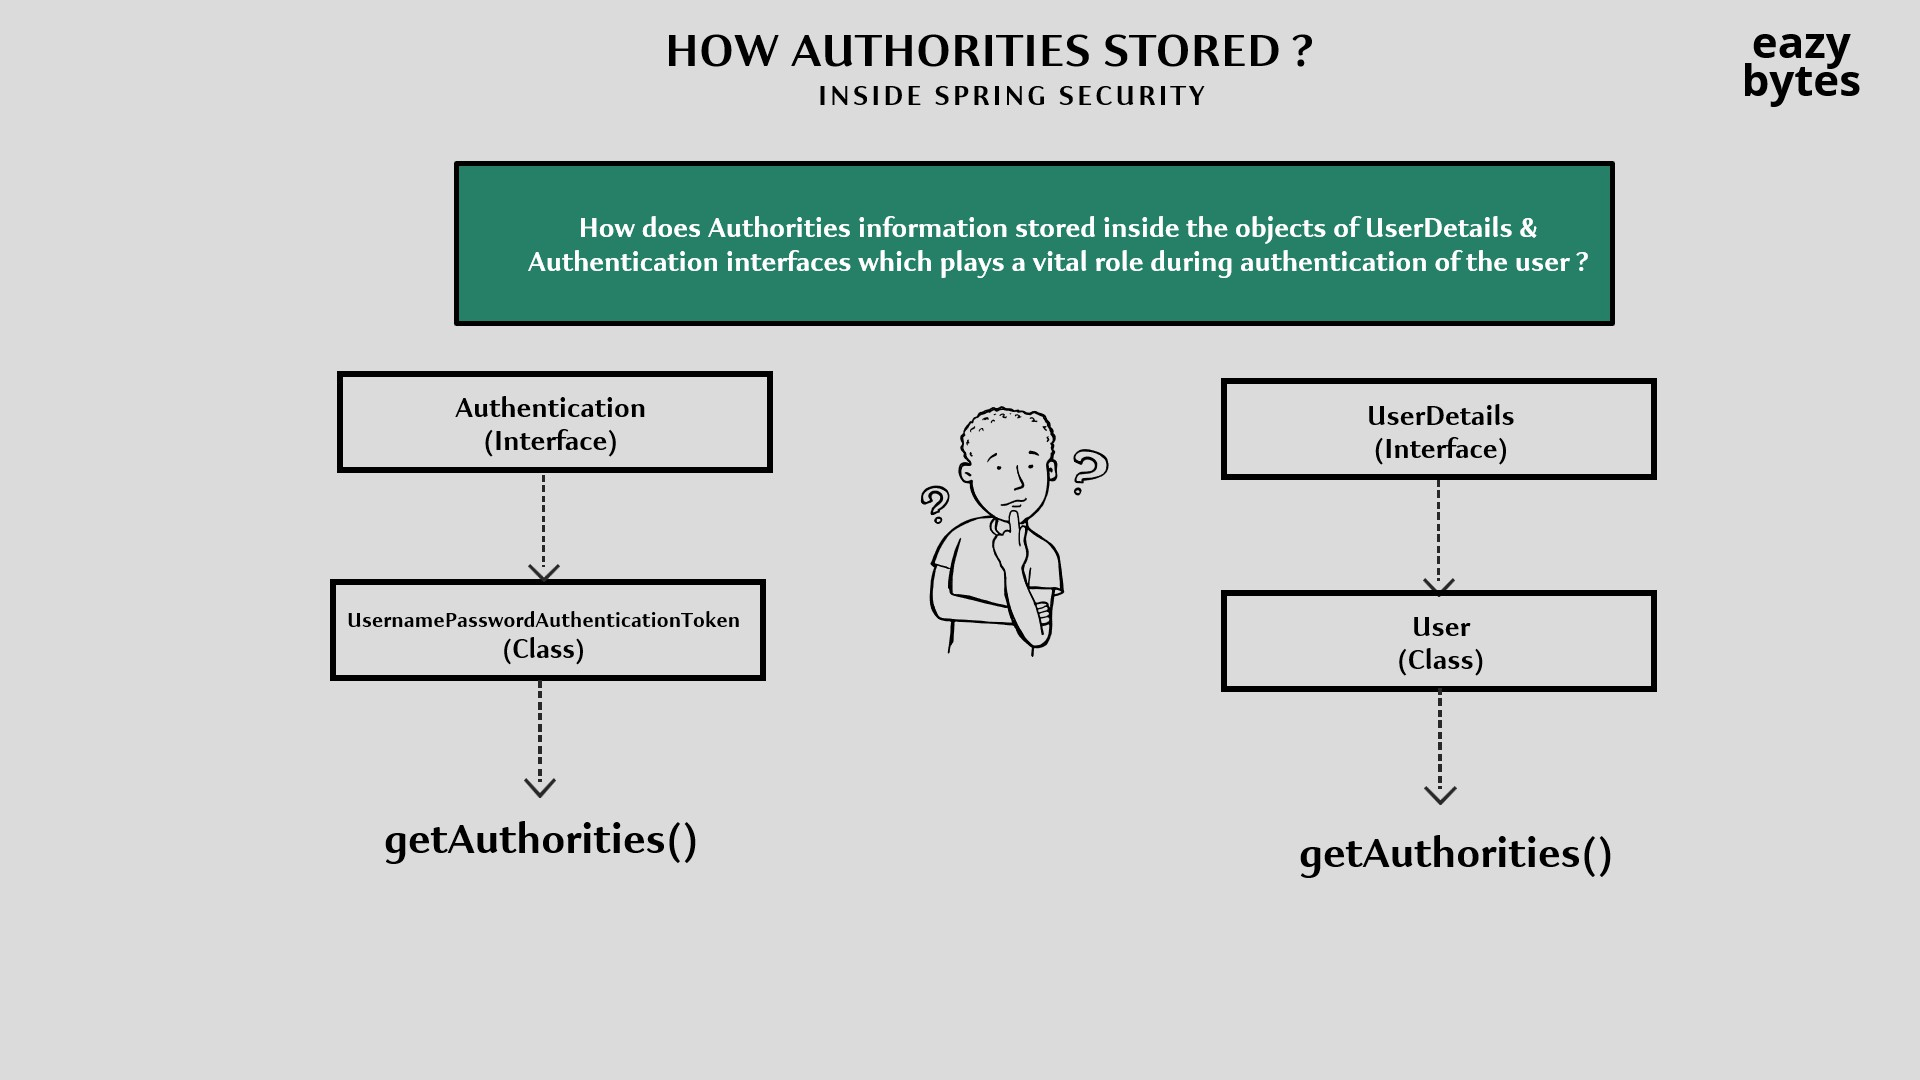 HOW AUTHORITIES STORED ?
INSIDE SPRING SECURITY
eazy
bytes
How does Authorities information stored inside the objects of UserDetails &
Authentication interfaces which plays a vital role during authentication of the user ?
Authentication
(Interface)
UserDetails
(Interface)
? ?
UsernamePasswordAuthenticationToken
(Class)
User
(Class)
getAuthorities()
getAuthorities()